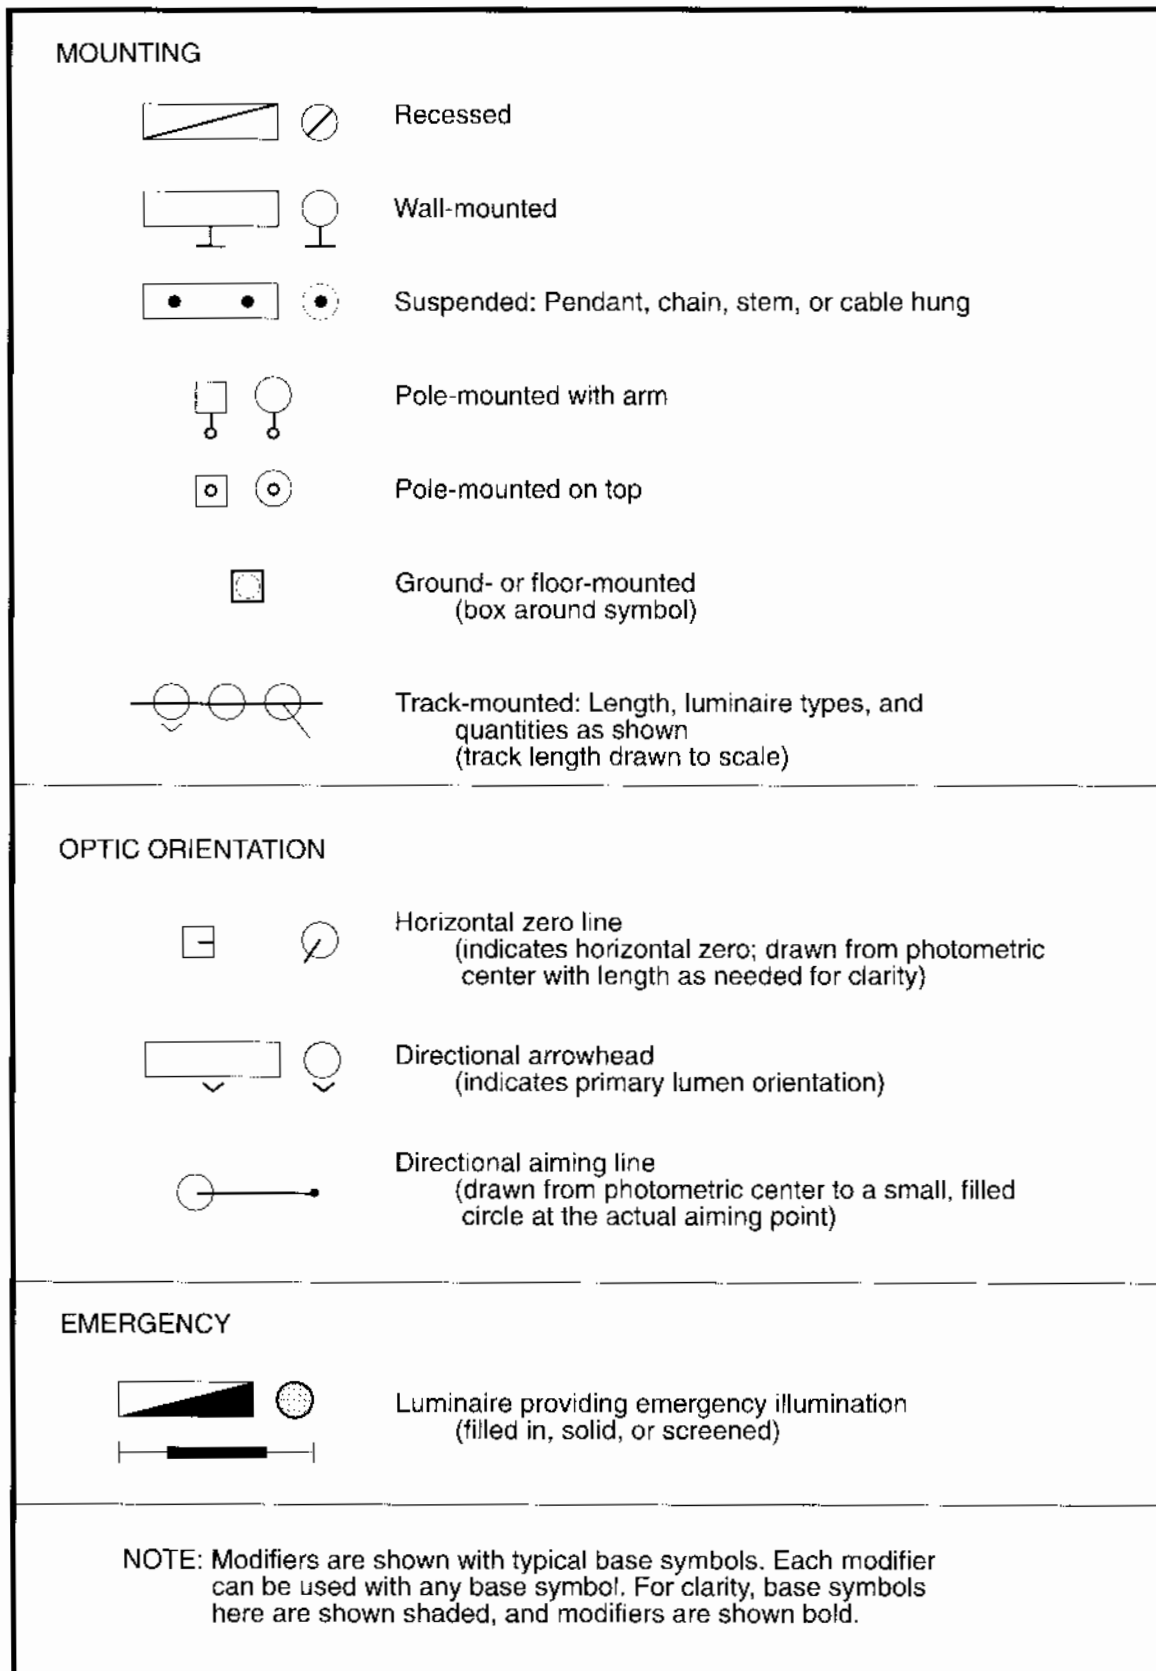 MOUNTING
Recessed
Wall-mounted
Suspended: Pendant, chain, stem, or cable hung
Pole-mounted with arm
Pole-mounted on top
Ground- or floor-mounted
(box around symbol)
Track-mounted: Length, luminaire types, and
quantities as shown
(track length drawn to scale)
OPTIC ORIENTATION
Horizontal zero line
(indicates horizontal zero; drawn from photometric
center with length as needed for clarity)
Directional arrowhead
(indicates primary lumen orientation)
Directional aiming line
(drawn from photometric center to a small, filled
circle at the actual aiming point)
EMERGENCY
Luminaire providing emergency illumination
(filled in, solid, or screened)
NOTE: Modifiers are shown with typical base symbols. Each modifier
can be used with any base symbol. For clarity, base symbols
here are shown shaded, and modifiers are shown bold.